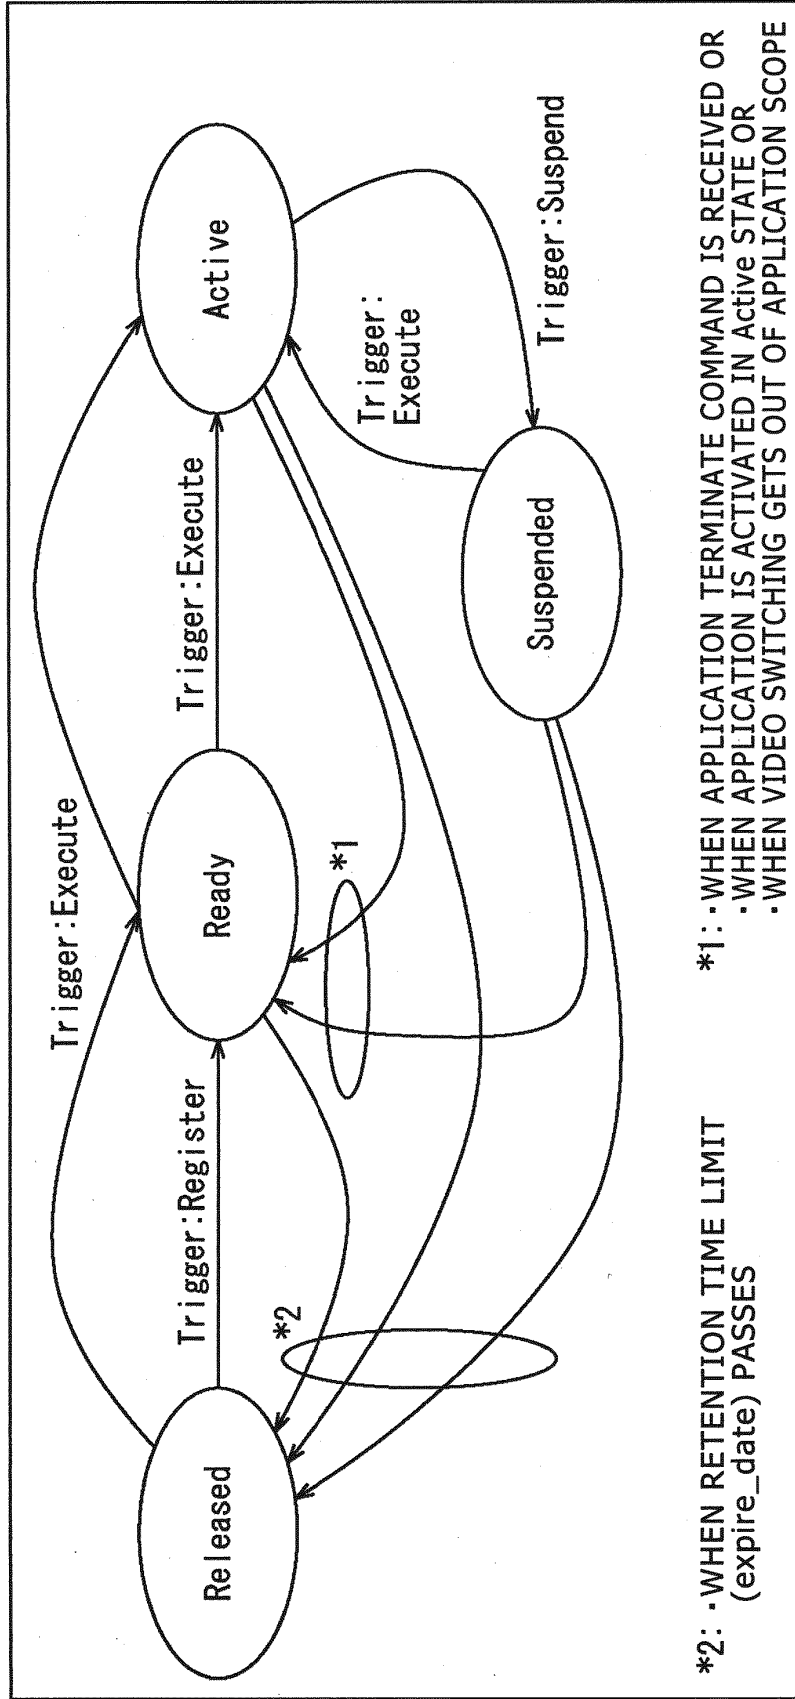 Trigger:Execute
Released
Trigger:Register
Ready
Trigger:Execute
Active
*2
*1
Trigger:
Execute
Trigger:Suspend
Suspended
*2: ·WHEN RETENTION TIME LIMIT
(expire_date) PASSES
*1: ·WHEN APPLICATION TERMINATE COMMAND IS RECEIVED OR
·WHEN APPLICATION IS ACTIVATED IN Active STATE OR
·WHEN VIDEO SWITCHING GETS OUT OF APPLICATION SCOPE